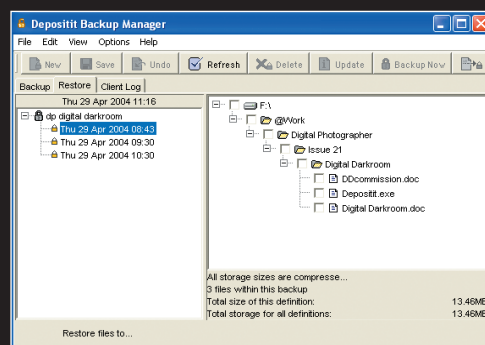 Depositit Backup Manager
File Edit View Options Help
New Save Undo Refresh Delete Update Backup Now
Backup Restore Client Log
Thu 29 Apr 2004 11:16
dp digital darkroom
Thu 29 Apr 2004 08:43
Thu 29 Apr 2004 09:30
Thu 29 Apr 2004 10:30
F:\
@Work
Digital Photographer
Issue 21
Digital Darkroom
DDcommission.doc
Depositit.exe
Digital Darkroom.doc
All storage sizes are compresse...
3 files within this backup
Total size of this definition: 13.46MB
Total storage for all definitions: 13.46MB
Restore files to...